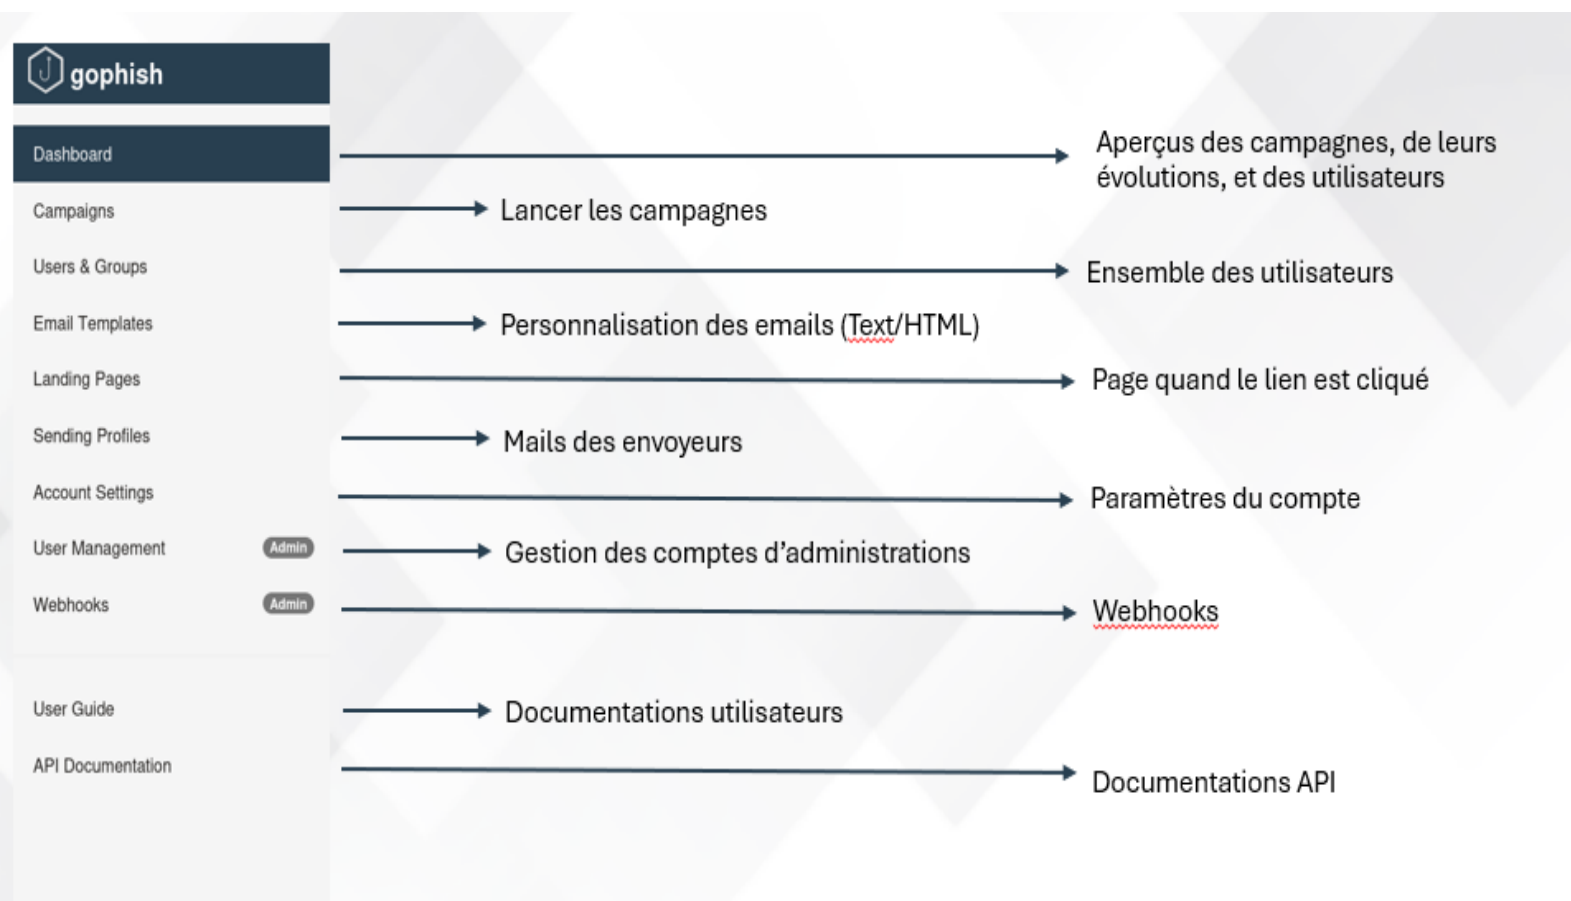 gophish
Dashboard
Aperçus des campagnes, de leurs
évolutions, et des utilisateurs
Campaigns
Lancer les campagnes
Users & Groups
Ensemble des utilisateurs
Email Templates
Personnalisation des emails (Text/HTML)
Landing Pages
Page quand le lien est cliqué
Sending Profiles
Mails des envoyeurs
Account Settings
Paramètres du compte
User Management Admin
Gestion des comptes d’administrations
Webhooks Admin
Webhooks
User Guide
Documentations utilisateurs
API Documentation
Documentations API